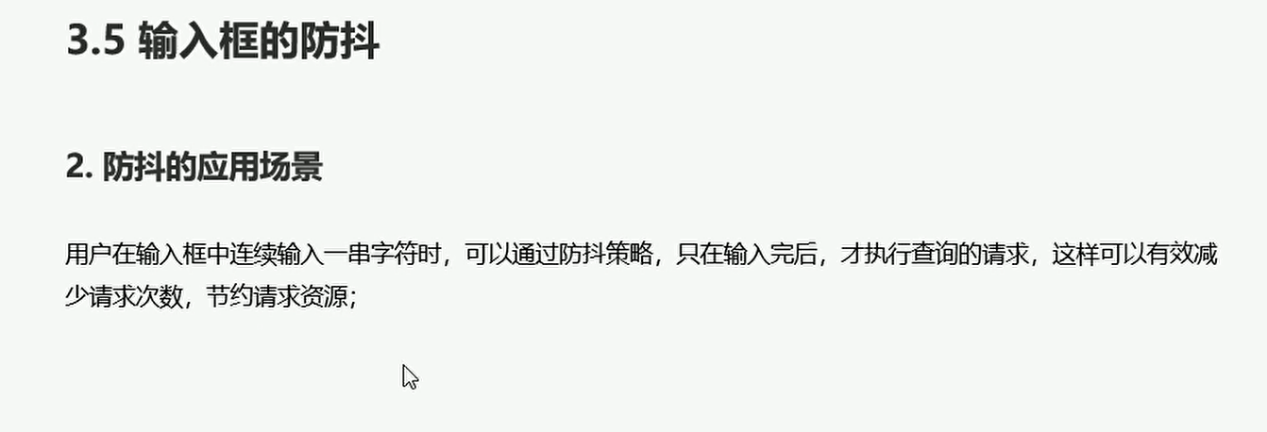 3.5 输入框的防抖
2. 防抖的应用场景
用户在输入框中连续输入一串字符时，可以通过防抖策略，只在输入完后，才执行查询的请求，这样可以有效减
少请求次数，节约请求资源；